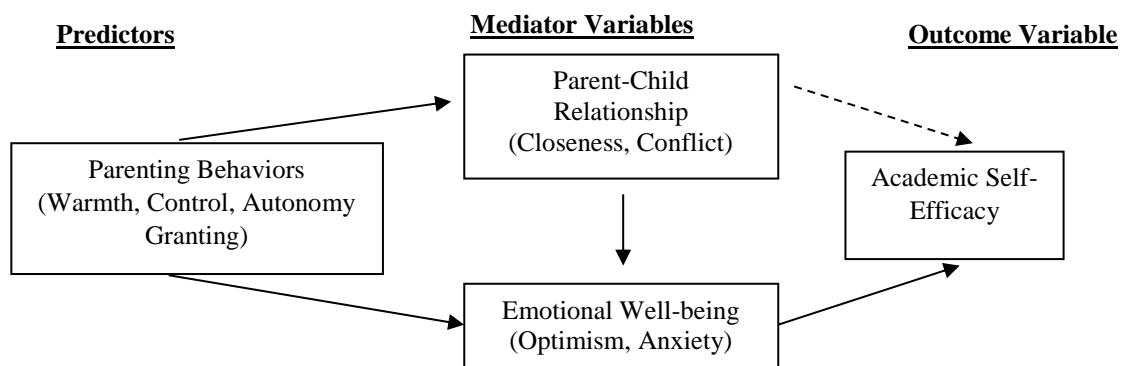 Predictors
Mediator Variables
Outcome Variable
Parent-Child
Relationship
(Closeness, Conflict)
Parenting Behaviors
(Warmth, Control, Autonomy
Granting)
Academic Self-
Efficacy
Emotional Well-being
(Optimism, Anxiety)